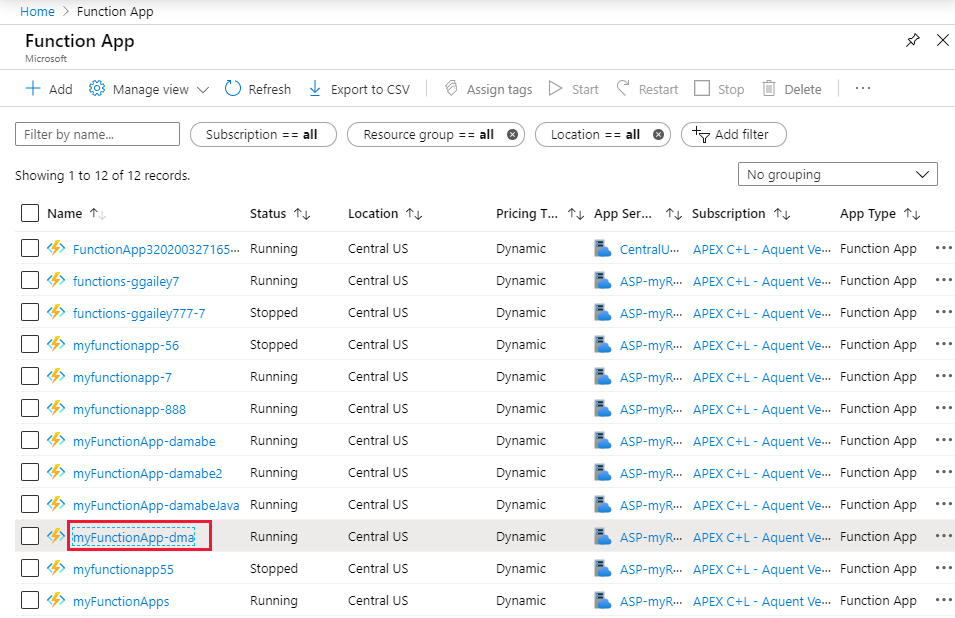 Home > Function App
Function App
Microsoft
Add Manage view Refresh Export to CSV Assign tags Start Restart Stop Delete ...
Filter by name... Subscription == all Resource group == all Location == all Add filter
Showing 1 to 12 of 12 records. No grouping
Name Status Location Pricing T... App Ser... Subscription App Type
FunctionApp320200327165... Running Central US Dynamic CentralU... APEX C+L - Aquent Ve... Function App ...
functions-ggailey7 Running Central US Dynamic ASP-myR... APEX C+L - Aquent Ve... Function App ...
functions-ggailey777-7 Stopped Central US Dynamic ASP-myR... APEX C+L - Aquent Ve... Function App ...
myfunctionapp-56 Stopped Central US Dynamic ASP-myR... APEX C+L - Aquent Ve... Function App ...
myfunctionapp-7 Running Central US Dynamic ASP-myR... APEX C+L - Aquent Ve... Function App ...
myfunctionapp-888 Running Central US Dynamic ASP-myR... APEX C+L - Aquent Ve... Function App ...
myFunctionApp-damabe Running Central US Dynamic ASP-myR... APEX C+L - Aquent Ve... Function App ...
myFunctionApp-damabe2 Running Central US Dynamic ASP-myR... APEX C+L - Aquent Ve... Function App ...
myFunctionApp-damabeJava Running Central US Dynamic ASP-myR... APEX C+L - Aquent Ve... Function App ...
myFunctionApp-dma Running Central US Dynamic ASP-myR... APEX C+L - Aquent Ve... Function App ...
myfunctionapp55 Stopped Central US Dynamic ASP-myR... APEX C+L - Aquent Ve... Function App ...
myFunctionApps Running Central US Dynamic ASP-myR... APEX C+L - Aquent Ve... Function App ...